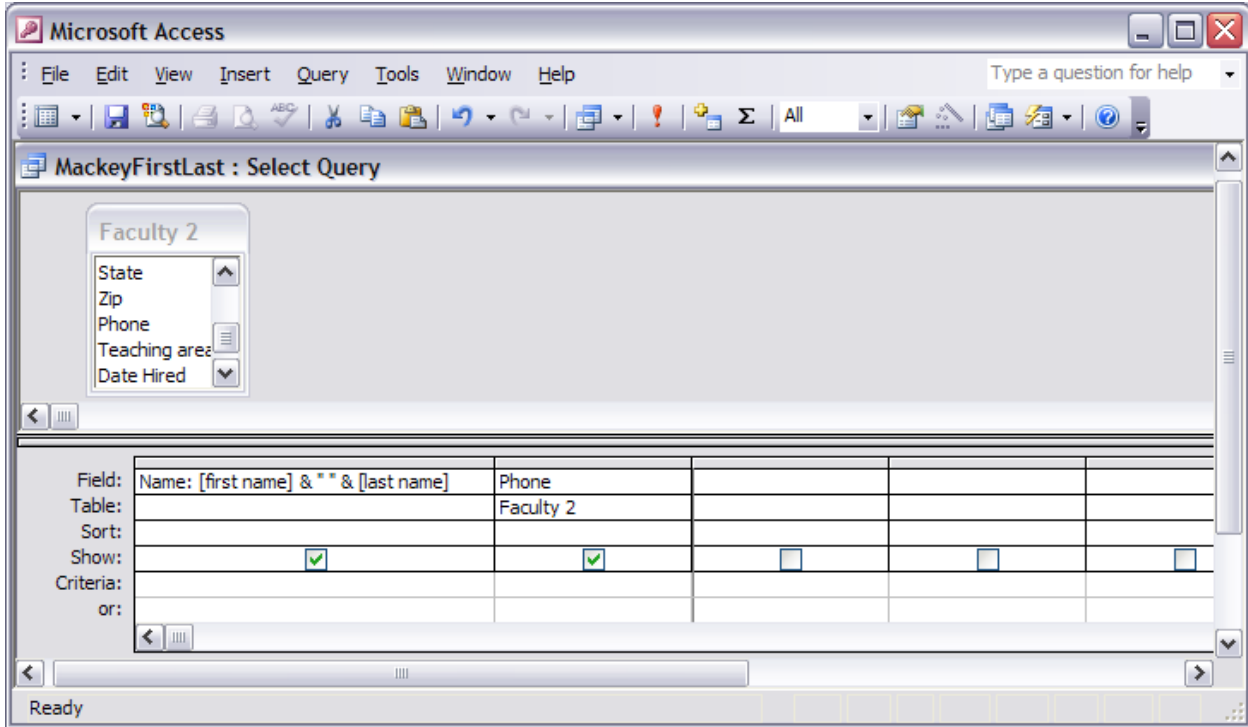 Microsoft Access
File Edit View Insert Query Tools Window Help Type a question for help
ABC Σ All
MackeyFirstLast : Select Query
Faculty 2
State
Zip
Phone
Teaching area
Date Hired
Field: Name: [first name] & " " & [last name] Phone
Table: Faculty 2
Sort:
Show:
Criteria:
or:
Ready